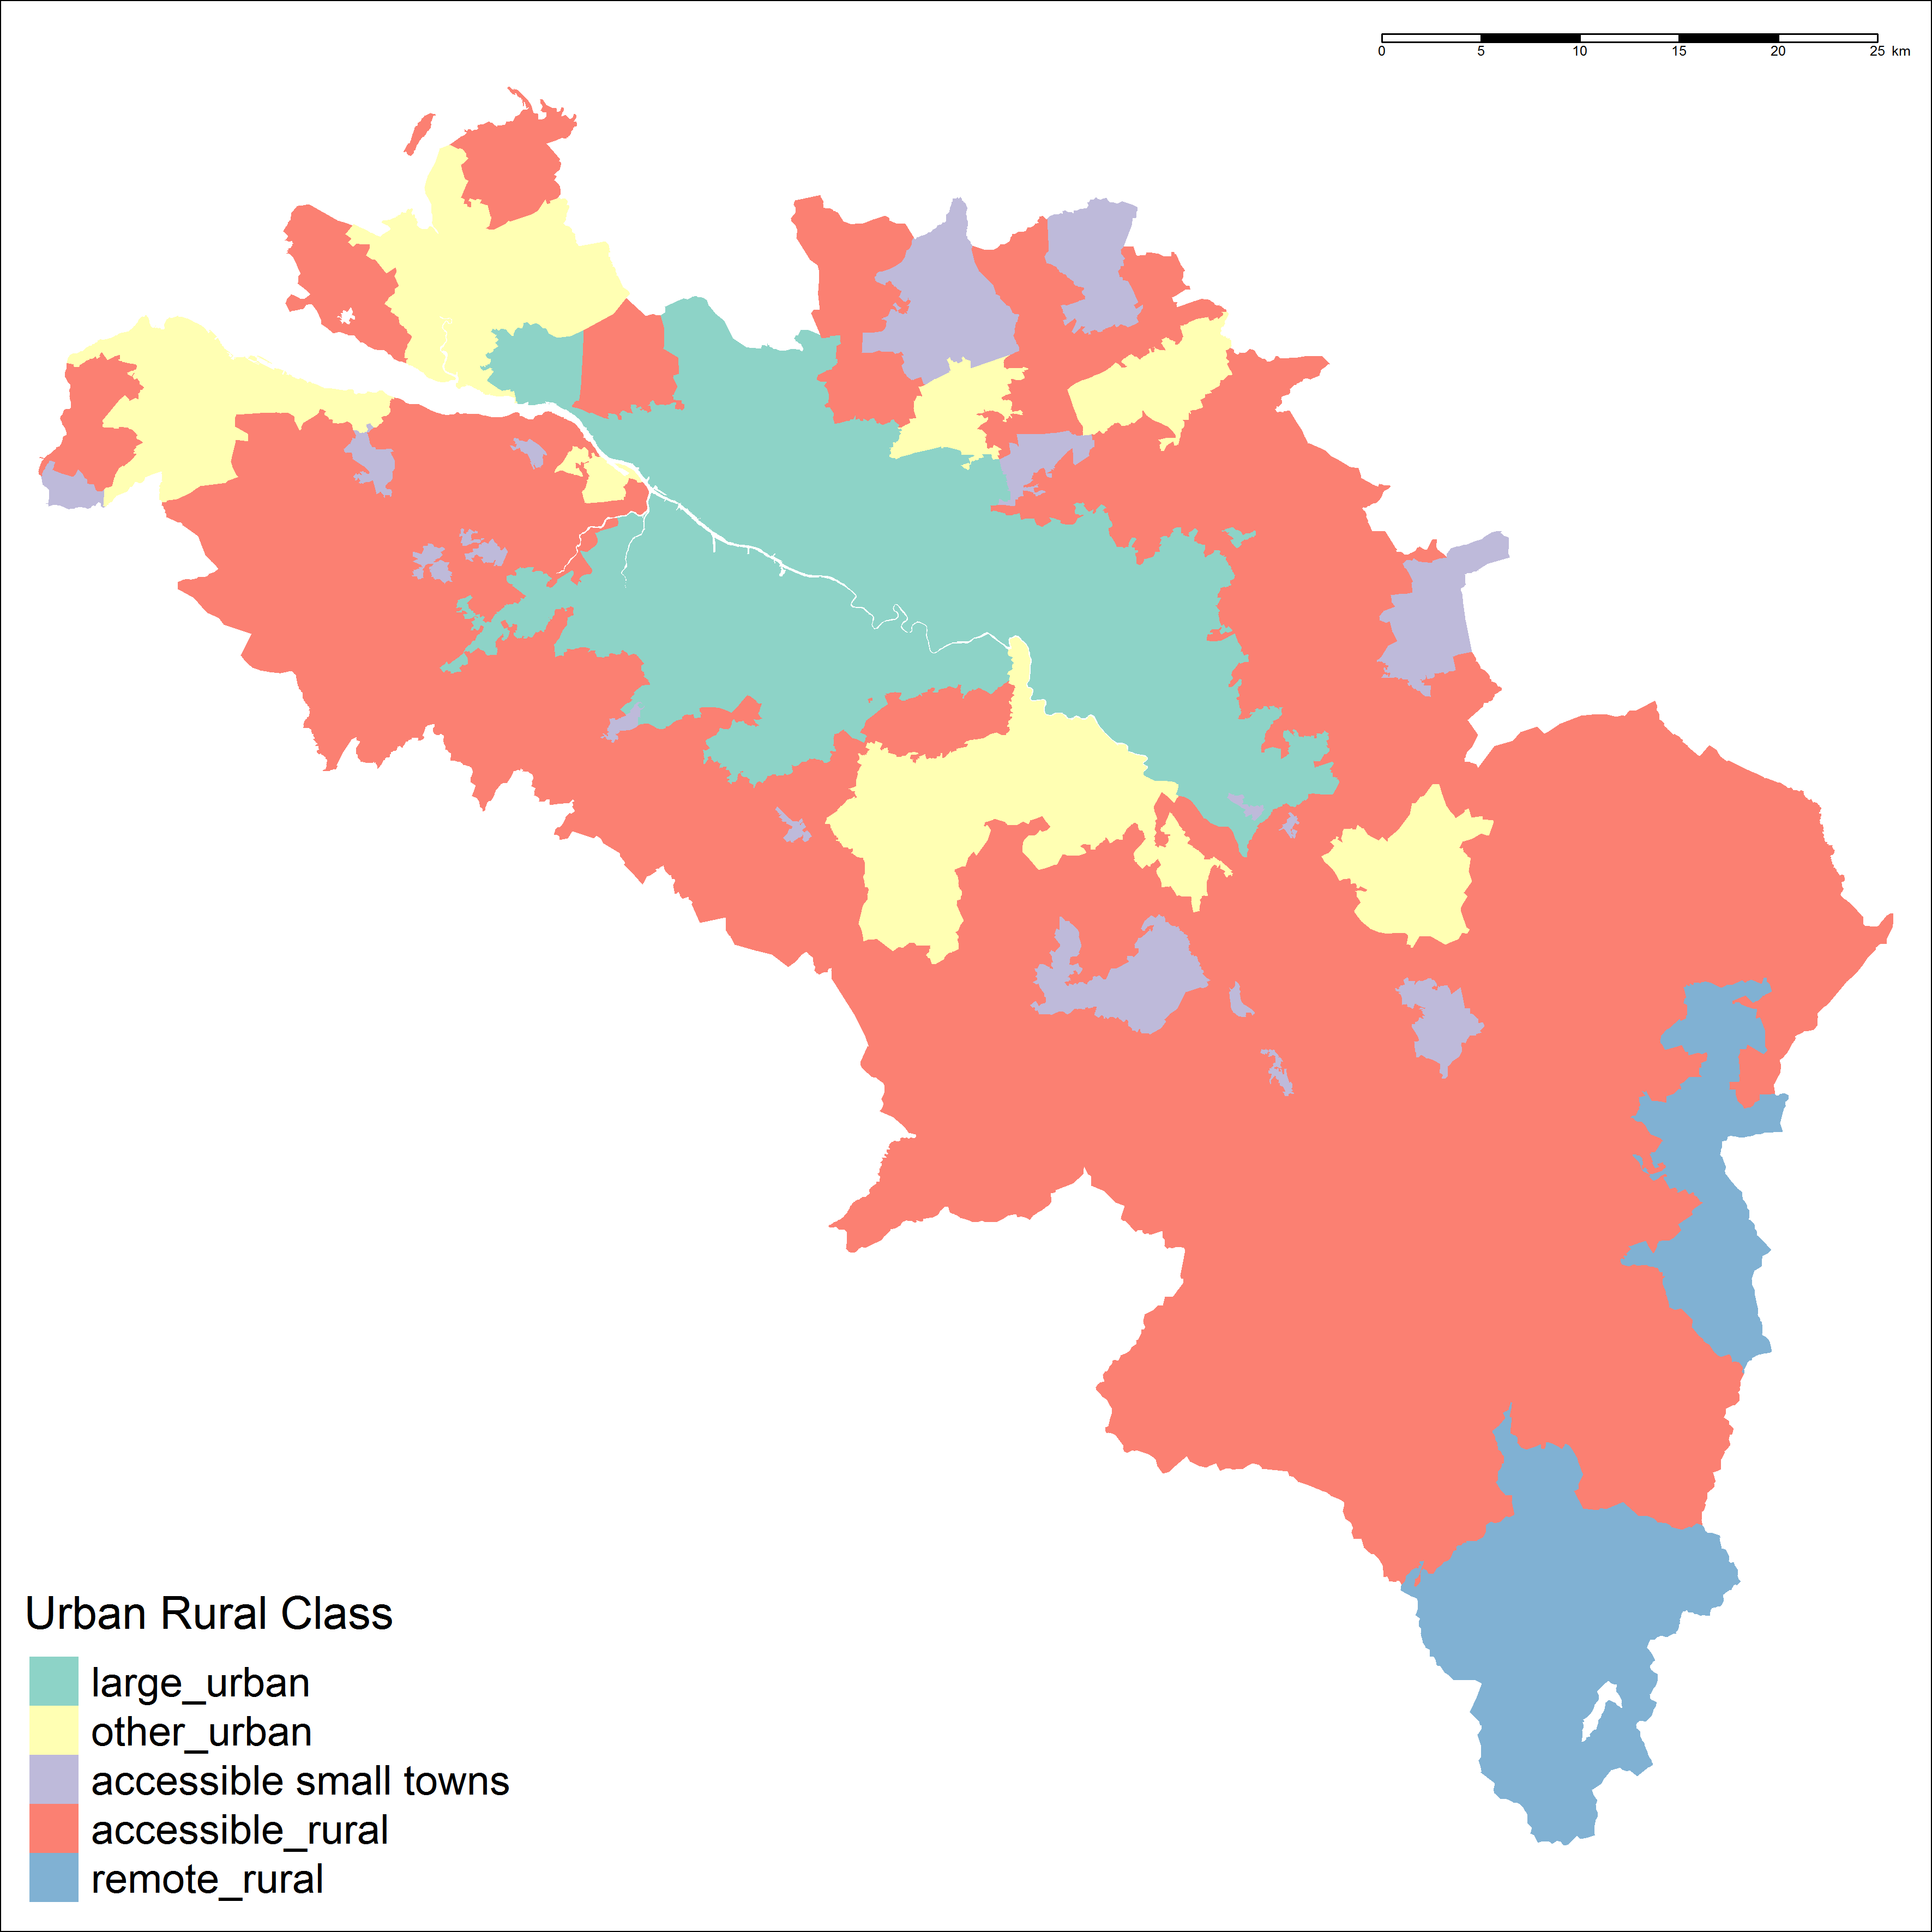 0 5 10 15 20 25 km
Urban Rural Class
large_urban
other_urban
accessible small towns
accessible_rural
remote_rural